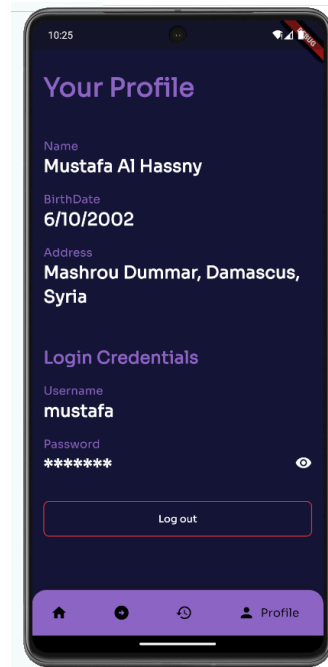 10:25
DEBUG
Your Profile
Name
Mustafa Al Hassny
BirthDate
6/10/2002
Address
Mashrou Dummar, Damascus,
Syria
Login Credentials
Username
mustafa
Password
*******
Log out
Profile